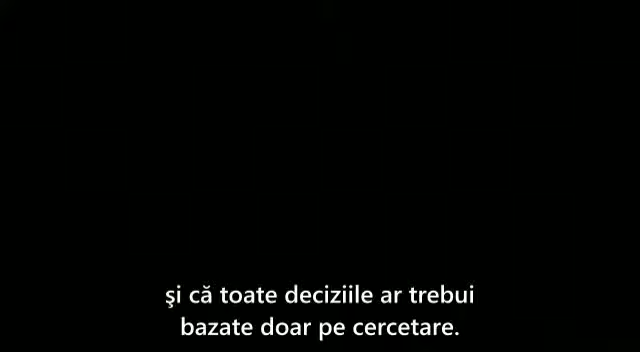 şi că toate deciziile ar trebui
bazate doar pe cercetare.